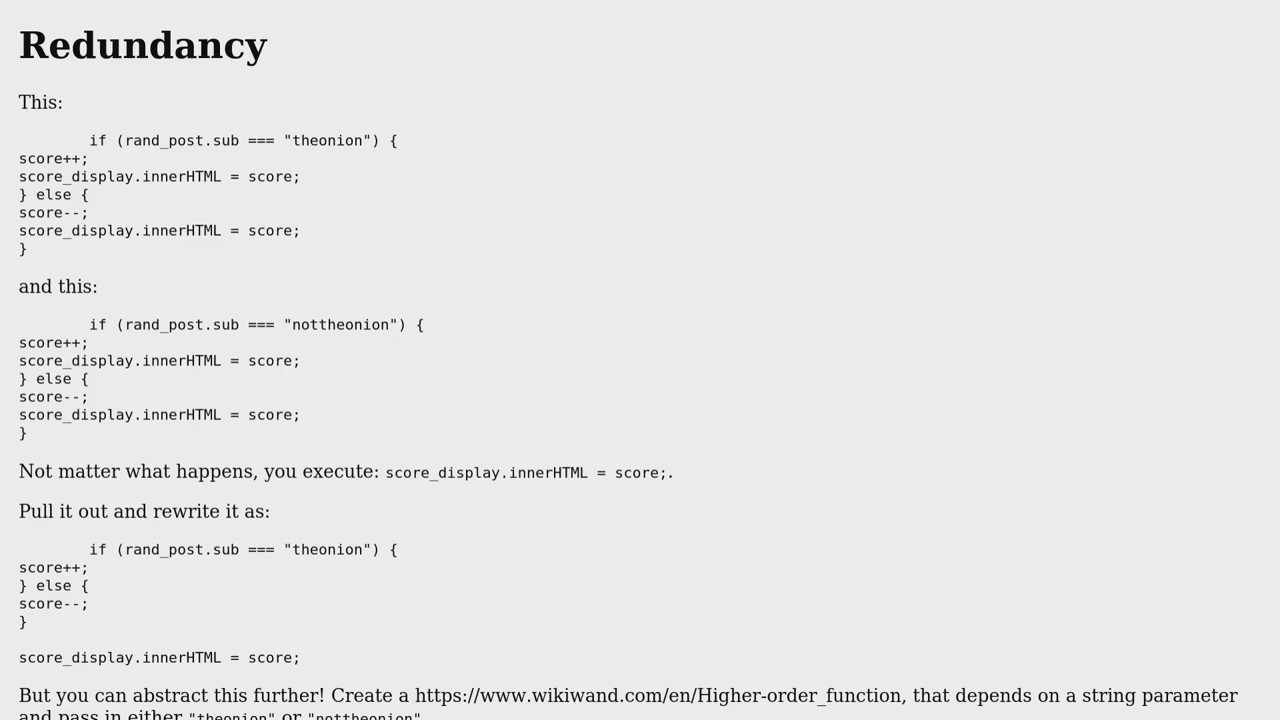 Redundancy
This:
if (rand_post.sub === "theonion") {
score++;
score_display.innerHTML = score;
} else {
score--;
score_display.innerHTML = score;
}
and this:
if (rand_post.sub === "nottheonion") {
score++;
score_display.innerHTML = score;
} else {
score--;
score_display.innerHTML = score;
}
Not matter what happens, you execute: score_display.innerHTML = score;.
Pull it out and rewrite it as:
if (rand_post.sub === "theonion") {
score++;
} else {
score--;
}
score_display.innerHTML = score;
But you can abstract this further! Create a https://www.wikiwand.com/en/Higher-order_function, that depends on a string parameter
and pass in either "theonion" or "nottheonion"